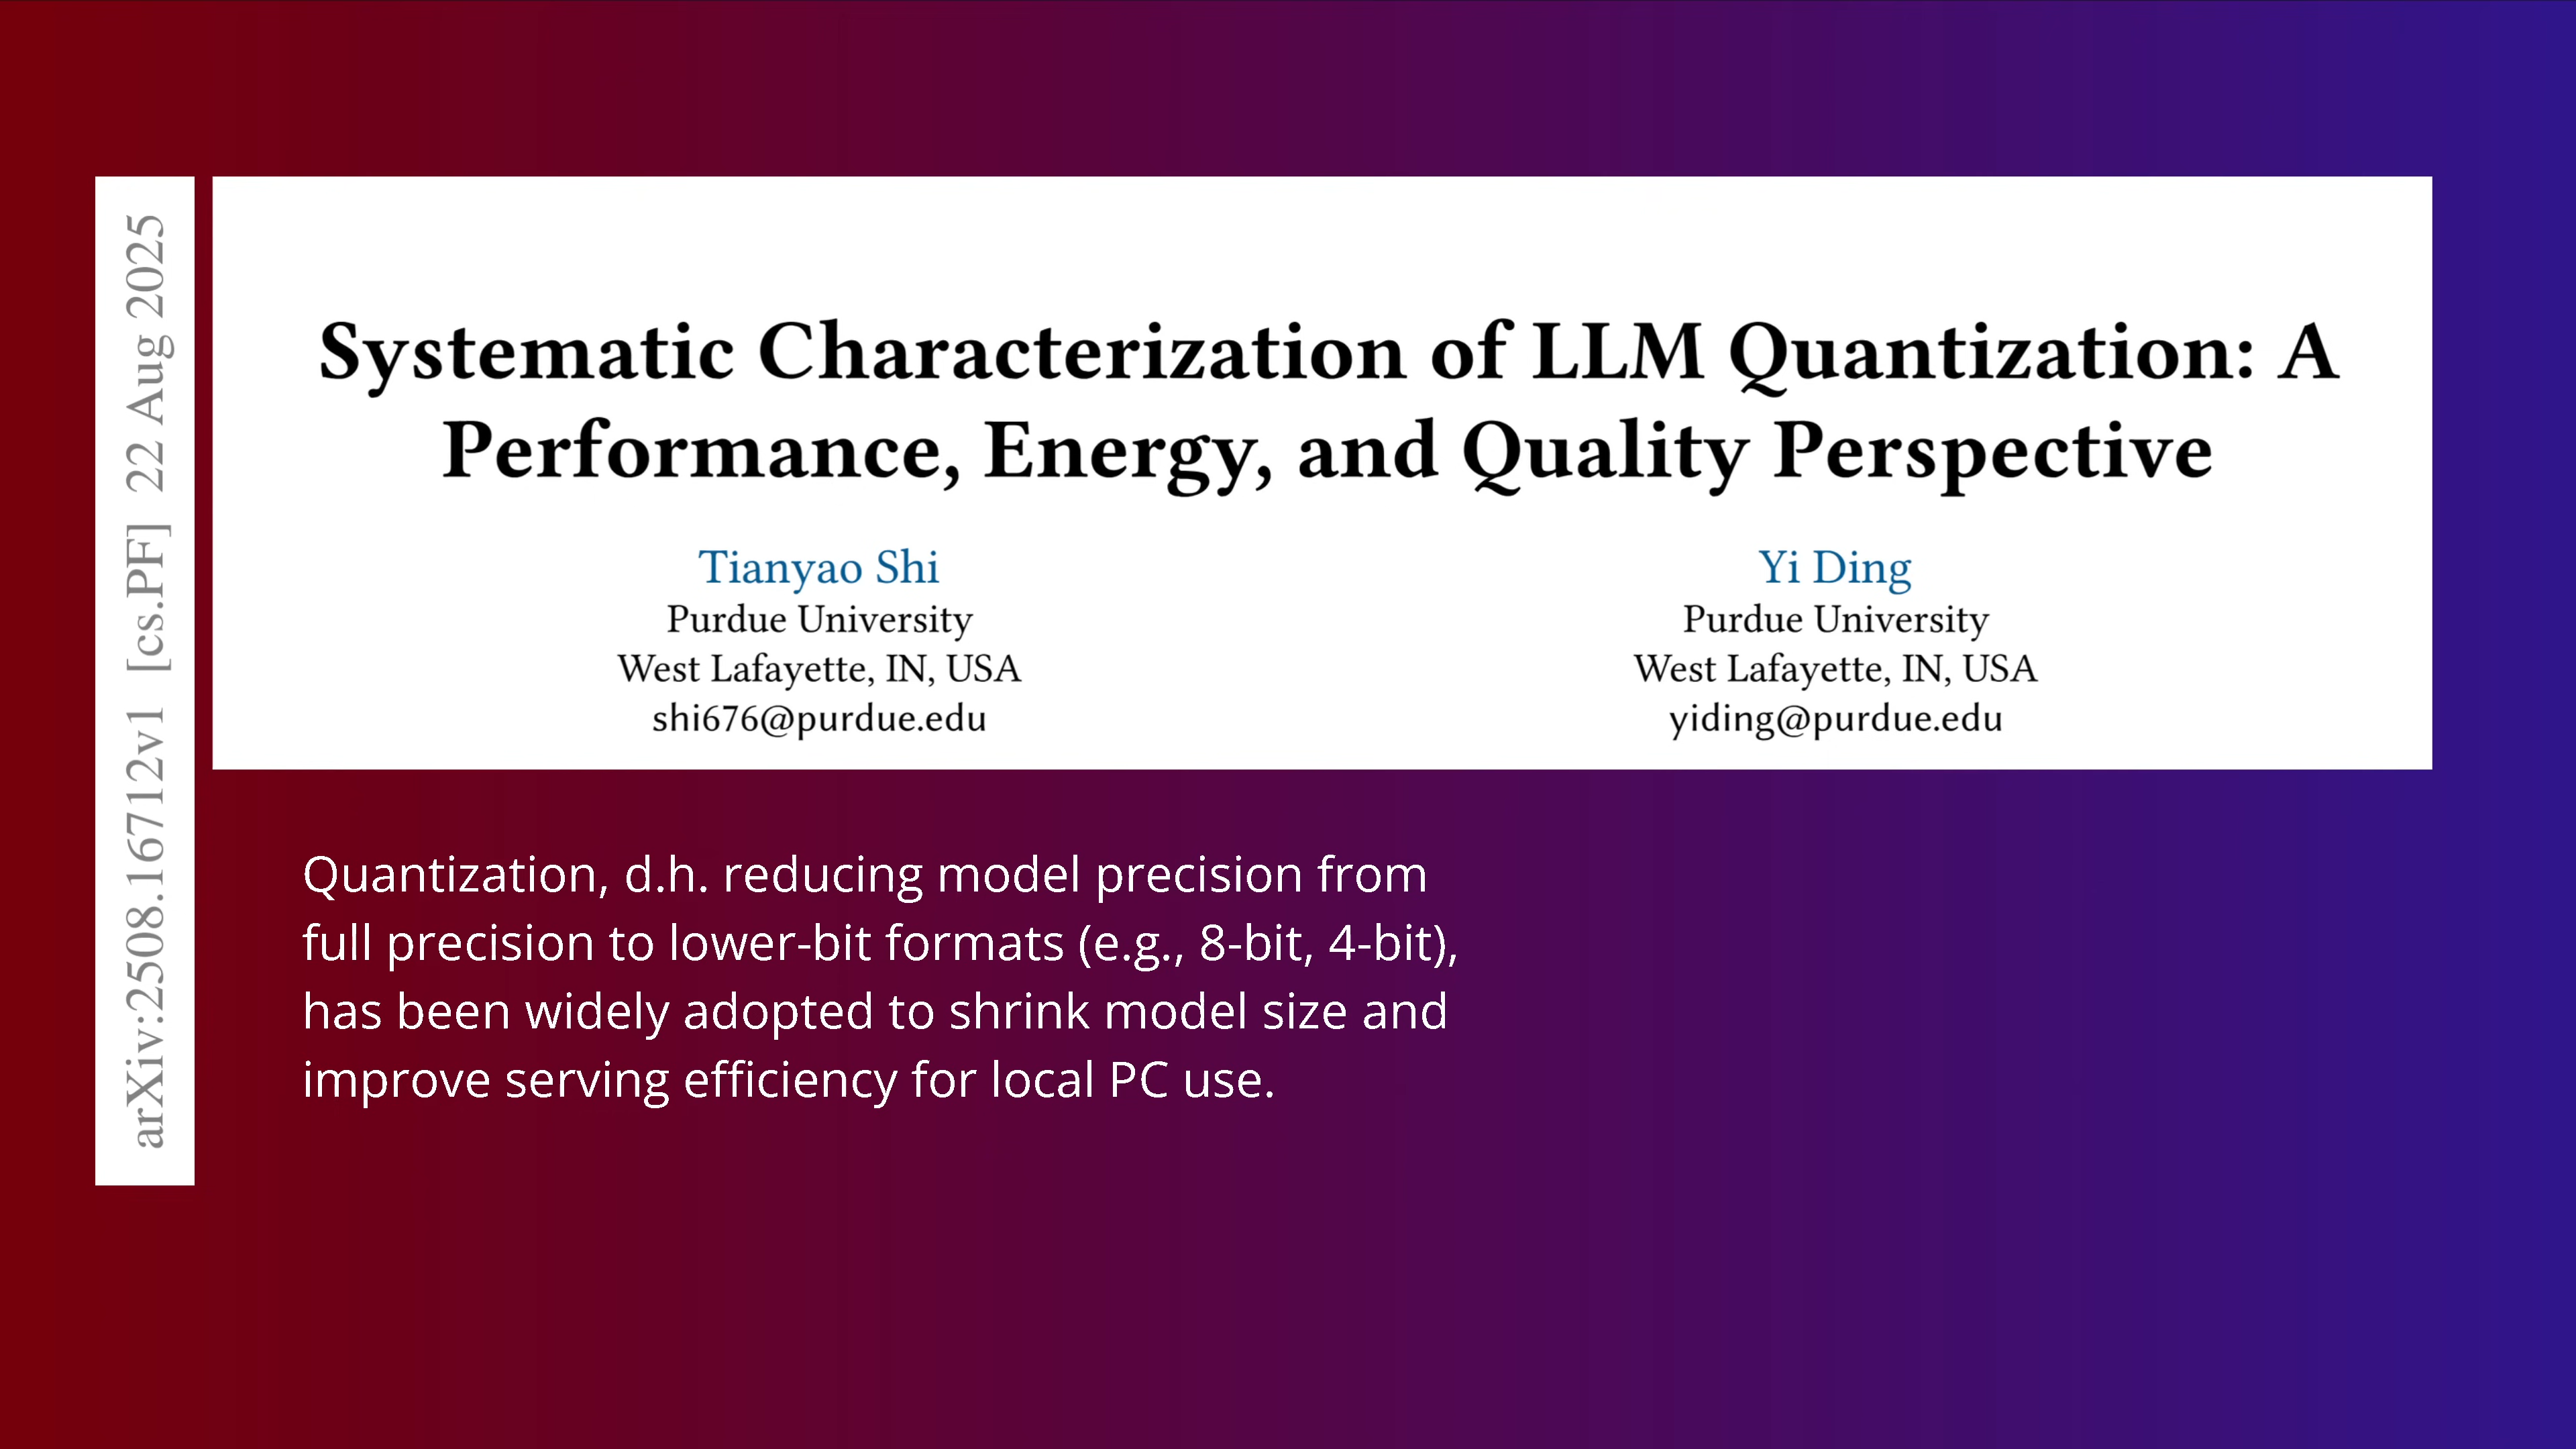 arXiv:2508.16712v1 [cs.PF] 22 Aug 2025
Systematic Characterization of LLM Quantization: A
Performance, Energy, and Quality Perspective
Tianyao Shi
Purdue University
West Lafayette, IN, USA
shi676@purdue.edu
Yi Ding
Purdue University
West Lafayette, IN, USA
yiding@purdue.edu
Quantization, d.h. reducing model precision from
full precision to lower-bit formats (e.g., 8-bit, 4-bit),
has been widely adopted to shrink model size and
improve serving efficiency for local PC use.